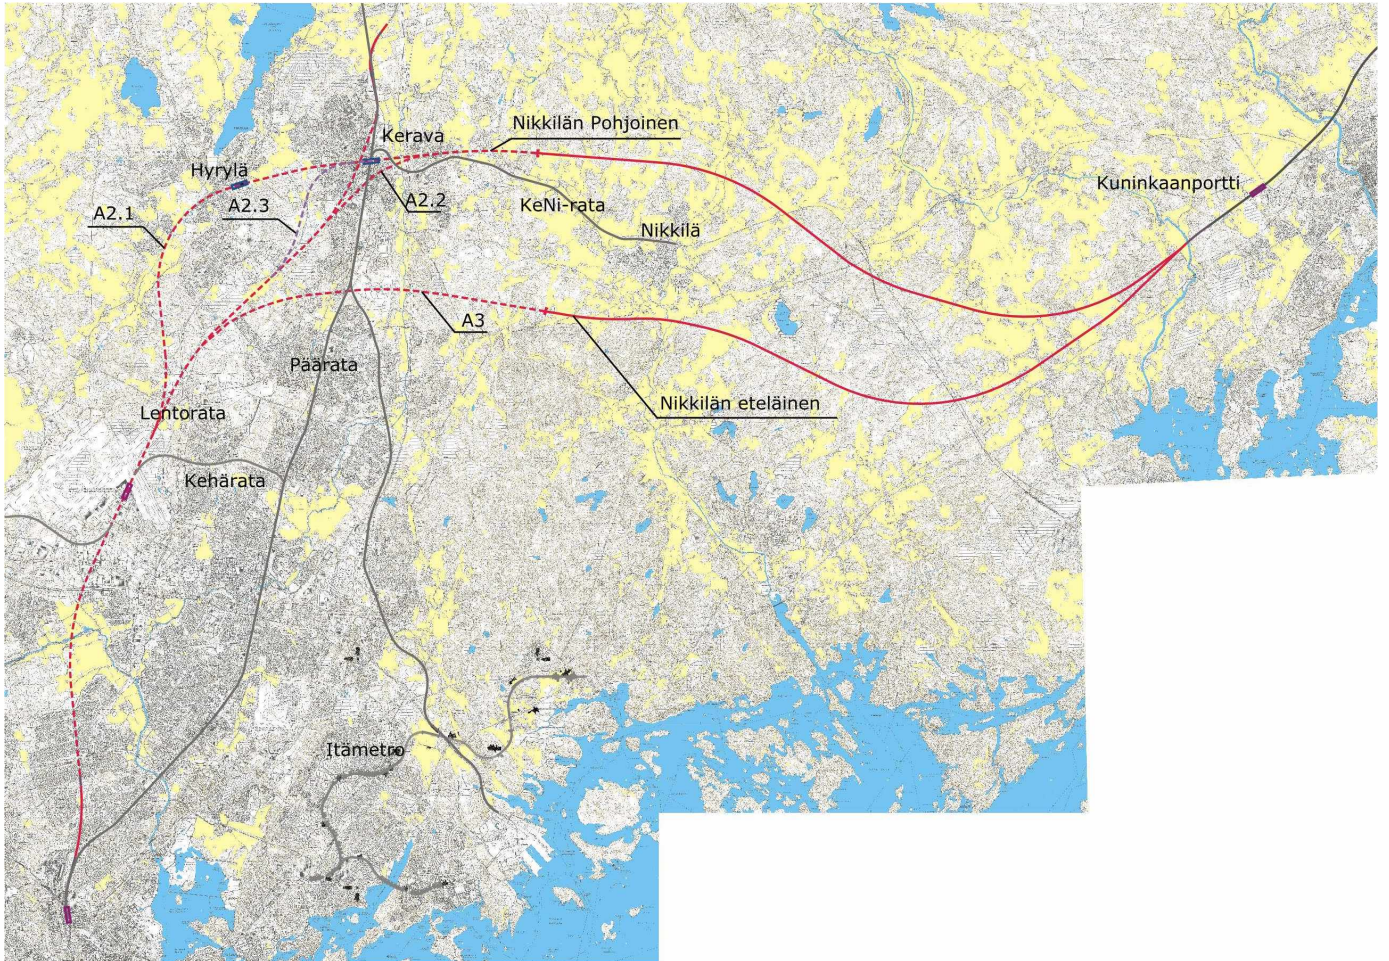 Nikkilän Pohjoinen
Kerava
Hyrylä
Kuninkaanportti
A2.1
A2.3
A2.2
KeNi-rata
Nikkilä
A3
Päärata
Nikkilän eteläinen
Lentorata
Kehärata
Itämetro